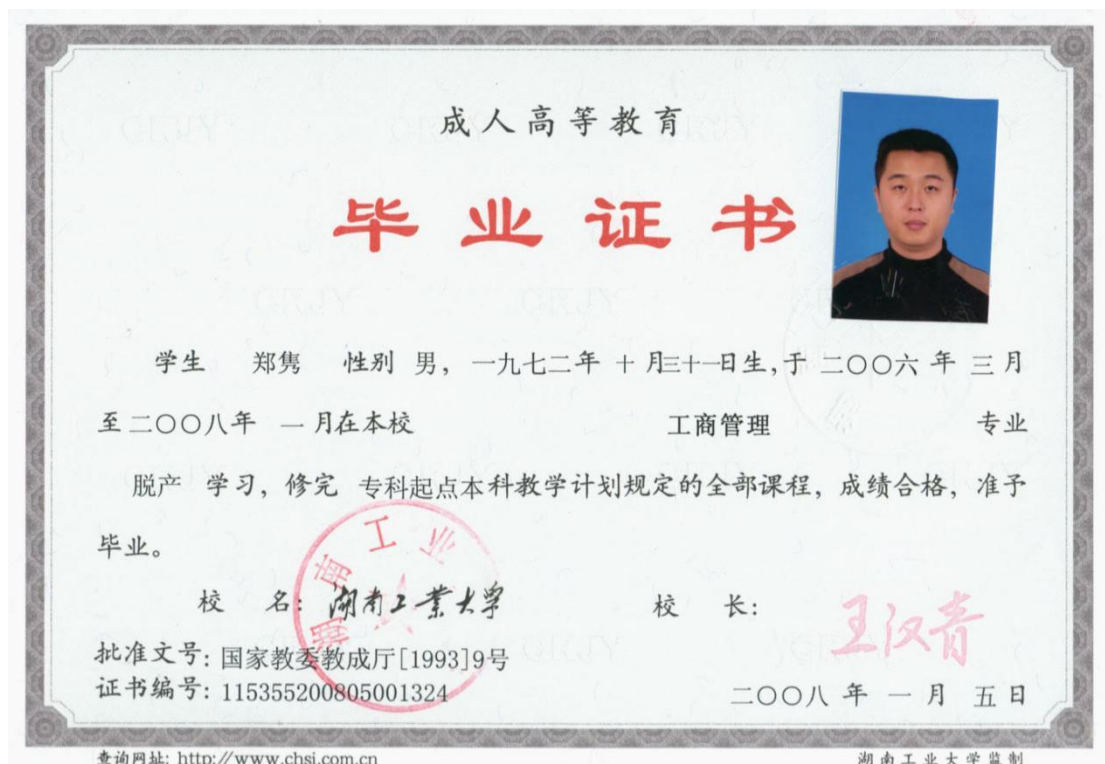 成人高等教育
毕业证书
学生 郑隽 性别 男，一九七二年 十 月三十一日生，于 二〇〇六 年 三 月
至 二〇〇八年 一 月在本校 工商管理 专业
脱产 学习，修完 专科起点本科教学计划规定的全部课程，成绩合格，准予
毕业。
湖南工业
校 名：湖南工业大学 校 长：王汉青
批准文号：国家教委教成厅[1993]9号
证书编号：115355200805001324
二〇〇八 年 一 月 五 日
查询网址：http://www.chsi.com.cn 湖南工业大学监制